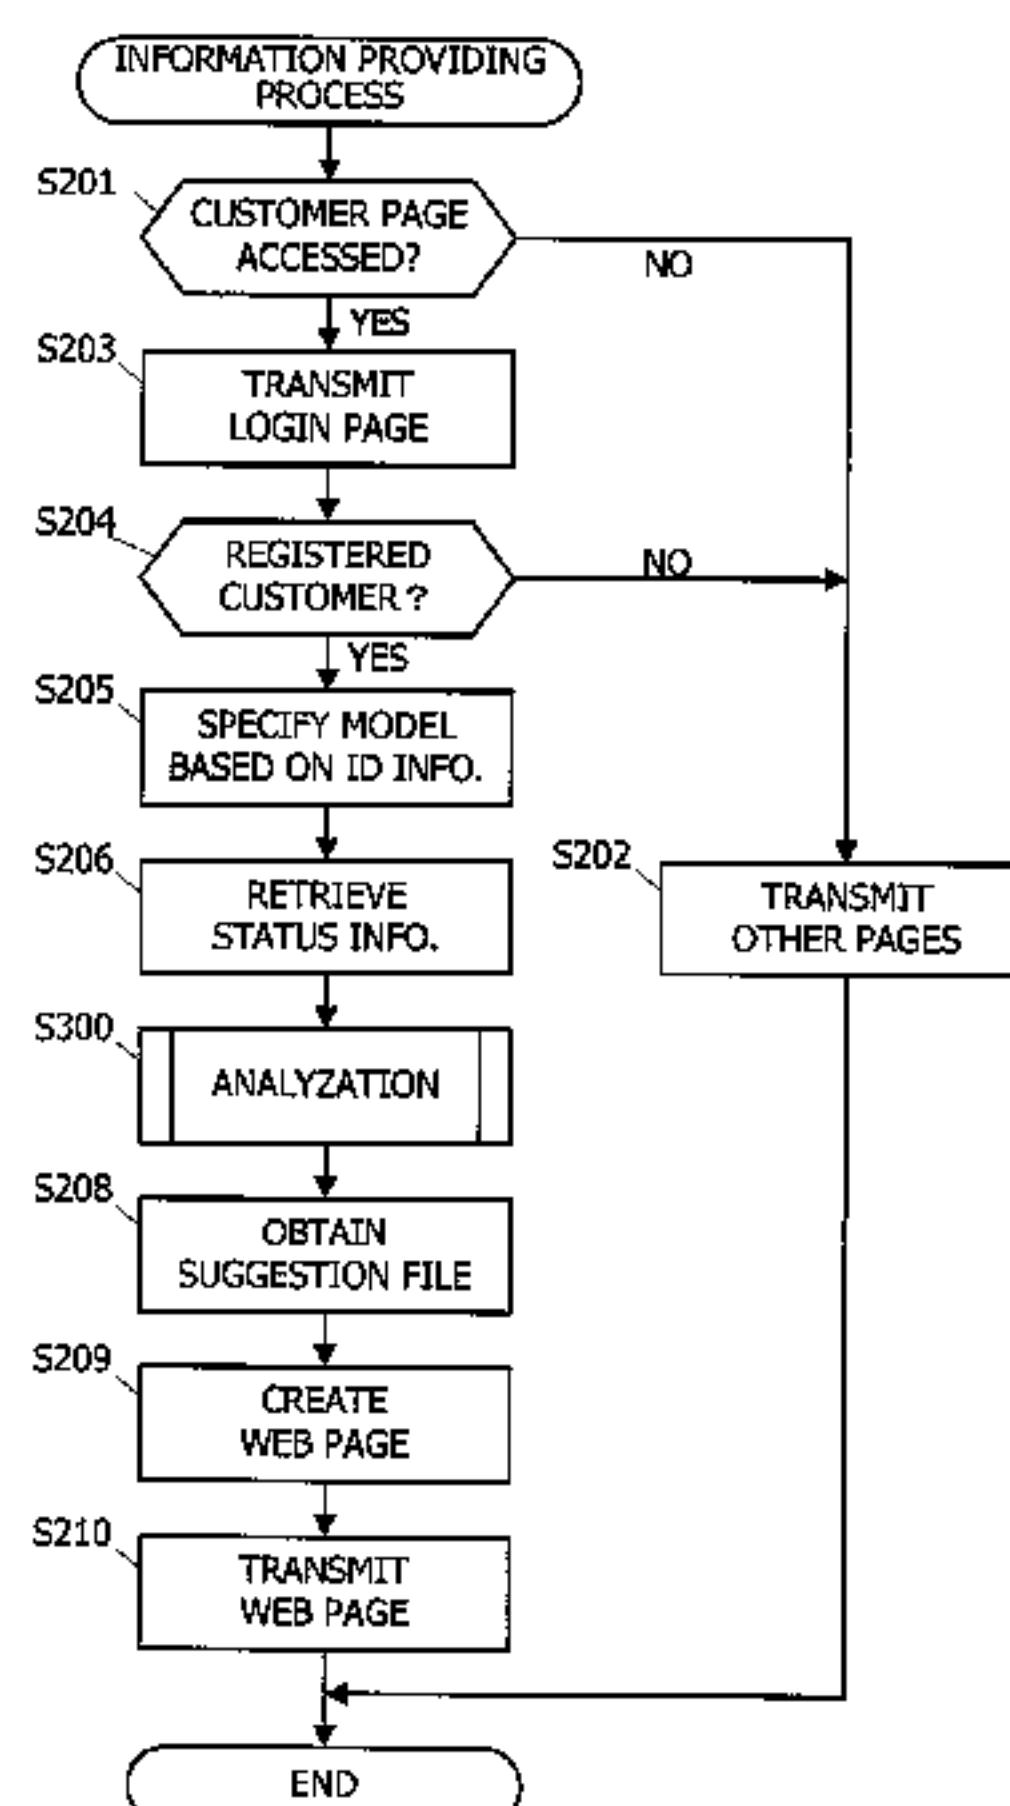 INFORMATION PROVIDING
PROCESS
S201
CUSTOMER PAGE
ACCESSED?
NO
YES
S203
TRANSMIT
LOGIN PAGE
S204
REGISTERED
CUSTOMER ?
NO
YES
S205
SPECIFY MODEL
BASED ON ID INFO.
S206
RETRIEVE
STATUS INFO.
S202
TRANSMIT
OTHER PAGES
S300
ANALYZATION
S208
OBTAIN
SUGGESTION FILE
S209
CREATE
WEB PAGE
S210
TRANSMIT
WEB PAGE
END